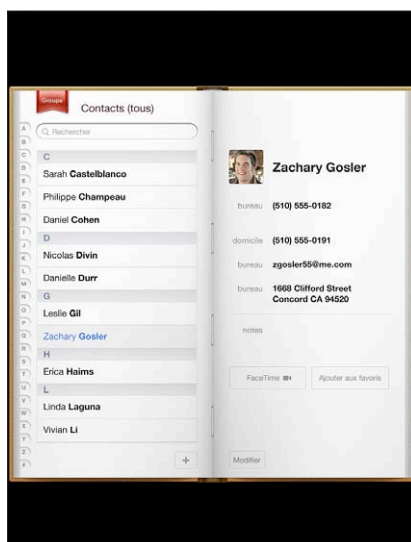 Contacts (tous)
Rechercher
A
B
C
D
E
F
G
H
I
J
K
L
M
N
O
P
Q
R
S
T
U
V
W
X
Y
Z
#
C
Sarah Castelblanco
Philippe Champeau
Daniel Cohen
D
Nicolas Divin
Danielle Durr
G
Leslie Gil
Zachary Gosler
H
Erica Haims
L
Linda Laguna
Vivian Li
+
Zachary Gosler
bureau (510) 555-0182
domicile (510) 555-0191
bureau zgosler55@me.com
bureau 1668 Clifford Street
Concord CA 94520
notes
FaceTime
Ajouter aux favoris
Modifier